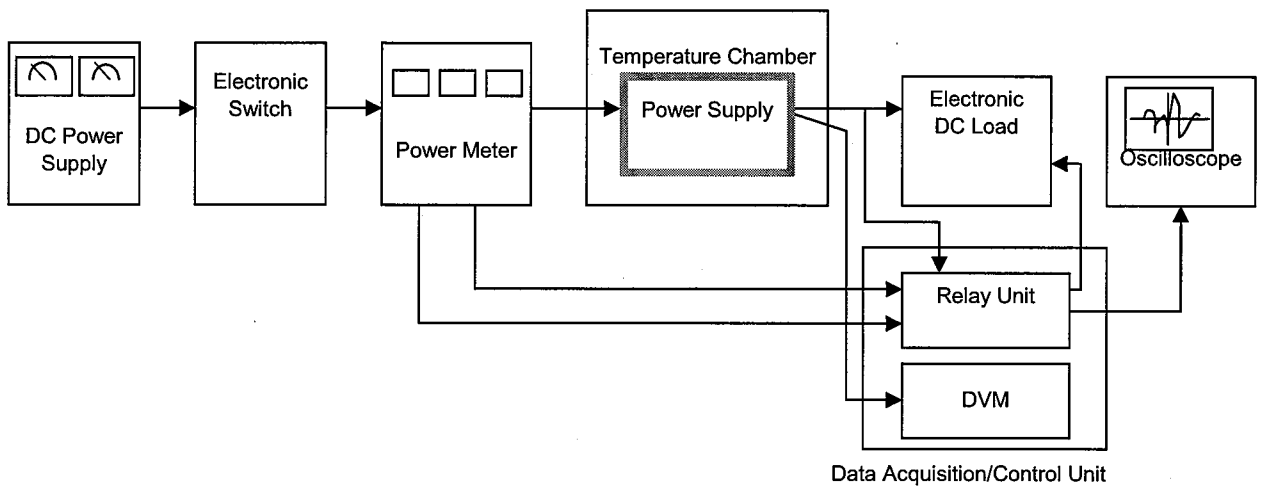 DC Power
Supply
Electronic
Switch
Power Meter
Temperature Chamber
Power Supply
Electronic
DC Load
Oscilloscope
Relay Unit
DVM
Data Acquisition/Control Unit